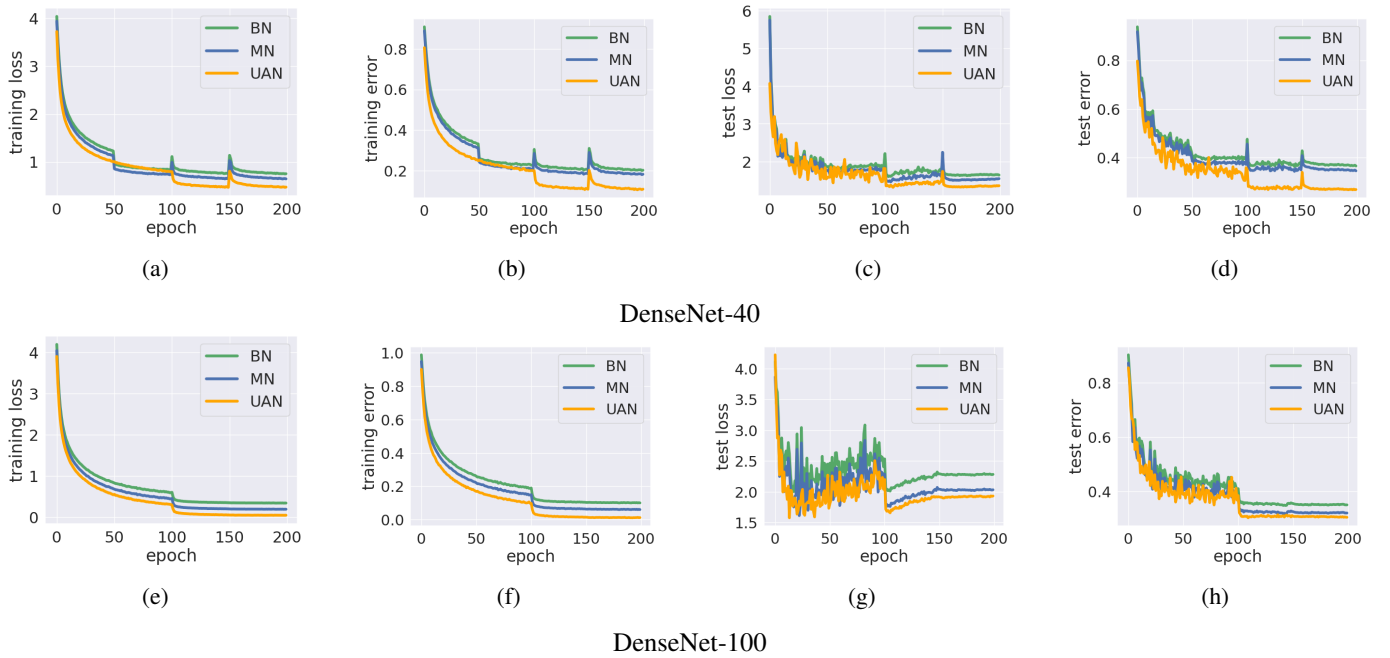 4
3
2
1
0 50 100 150 200
training loss
epoch
BN
MN
UAN
(a)
0.8
0.6
0.4
0.2
0 50 100 150 200
training error
epoch
BN
MN
UAN
(b)
6
5
4
3
2
0 50 100 150 200
test loss
epoch
BN
MN
UAN
(c)
0.8
0.6
0.4
0 50 100 150 200
test error
epoch
BN
MN
UAN
(d)
DenseNet-40
4
3
2
1
0
0 50 100 150 200
training loss
epoch
BN
MN
UAN
(e)
1.0
0.8
0.6
0.4
0.2
0.0
0 50 100 150 200
training error
epoch
BN
MN
UAN
(f)
4.0
3.5
3.0
2.5
2.0
1.5
0 50 100 150 200
test loss
epoch
BN
MN
UAN
(g)
0.8
0.6
0.4
0 50 100 150 200
test error
epoch
BN
MN
UAN
(h)
DenseNet-100